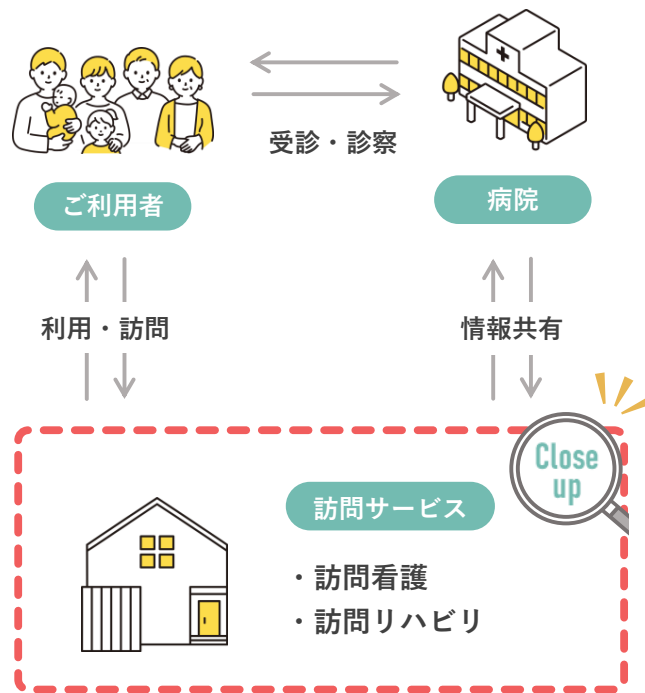 受診・診察
ご利用者
病院
利用・訪問
情報共有
Close
up
訪問サービス
・訪問看護
・訪問リハビリ